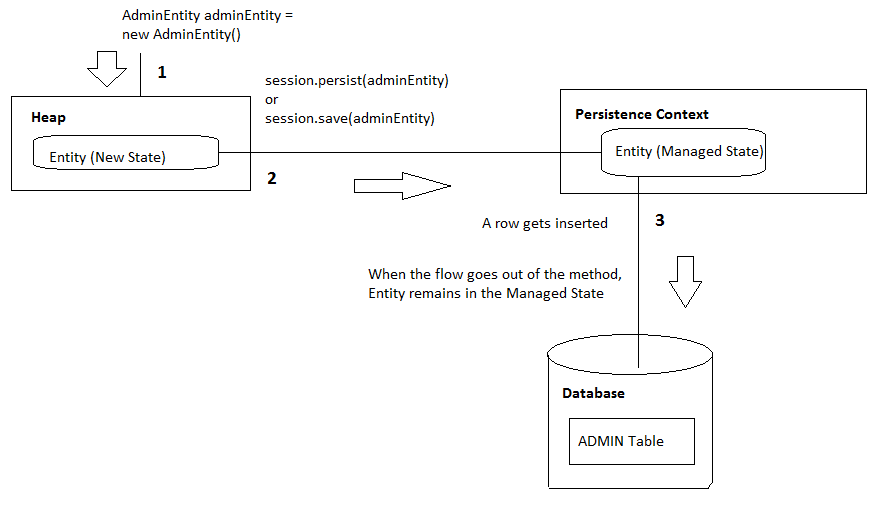 AdminEntity adminEntity =
new AdminEntity()
1
session.persist(adminEntity)
or
session.save(adminEntity)
Heap
Entity (New State)
2
Persistence Context
Entity (Managed State)
A row gets inserted
3
When the flow goes out of the method,
Entity remains in the Managed State
Database
ADMIN Table